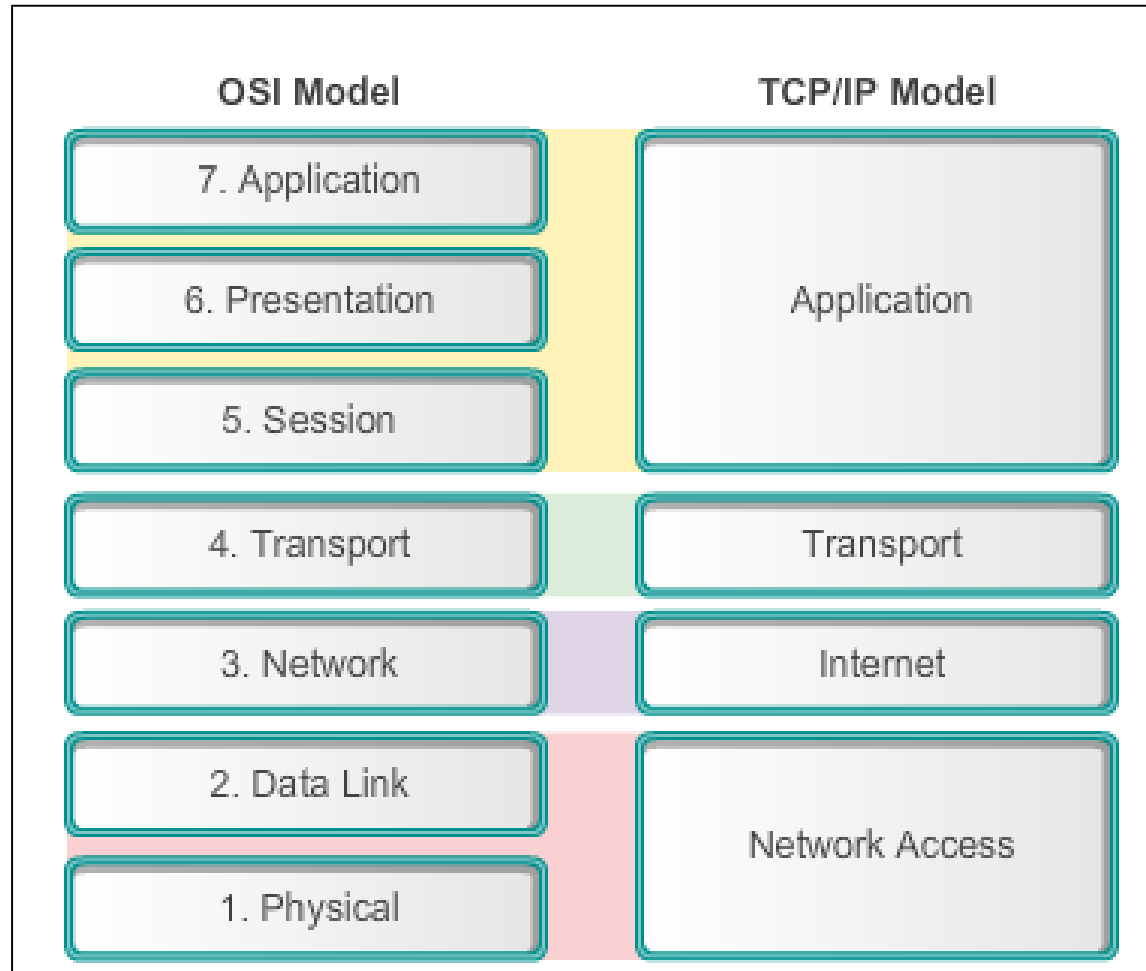 OSI Model
TCP/IP Model
7. Application
6. Presentation
5. Session
Application
4. Transport
Transport
3. Network
Internet
2. Data Link
1. Physical
Network Access